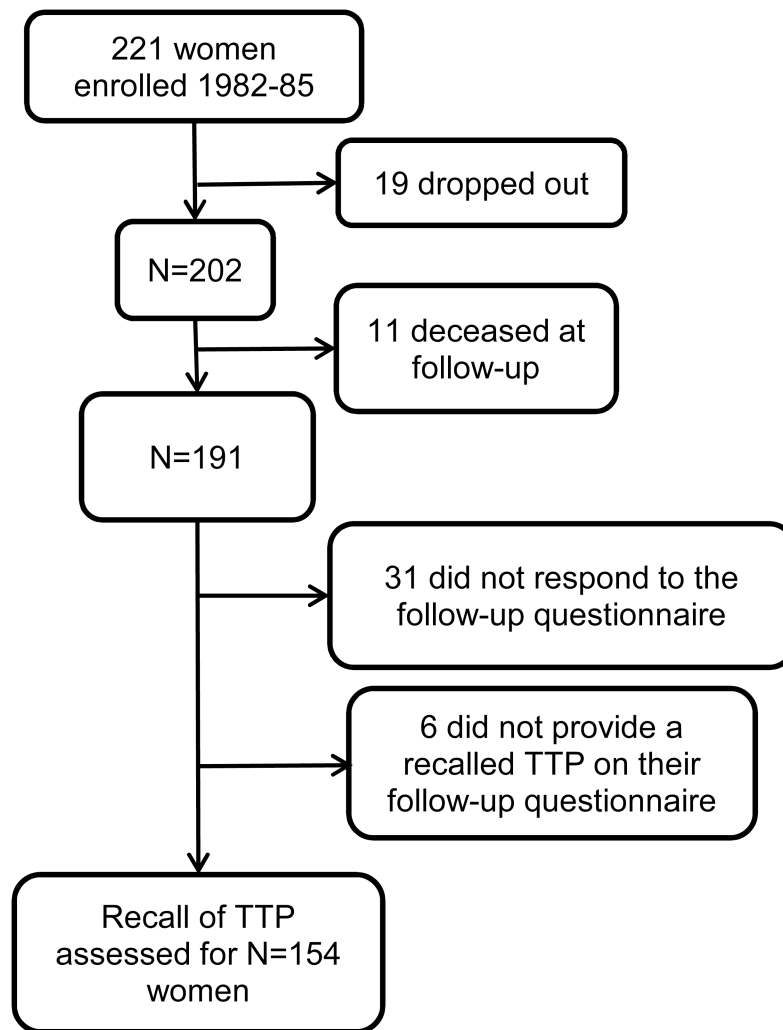 221 women
enrolled 1982-85
19 dropped out
N=202
11 deceased at
follow-up
N=191
31 did not respond to the
follow-up questionnaire
6 did not provide a
recalled TTP on their
follow-up questionnaire
Recall of TTP
assessed for N=154
women